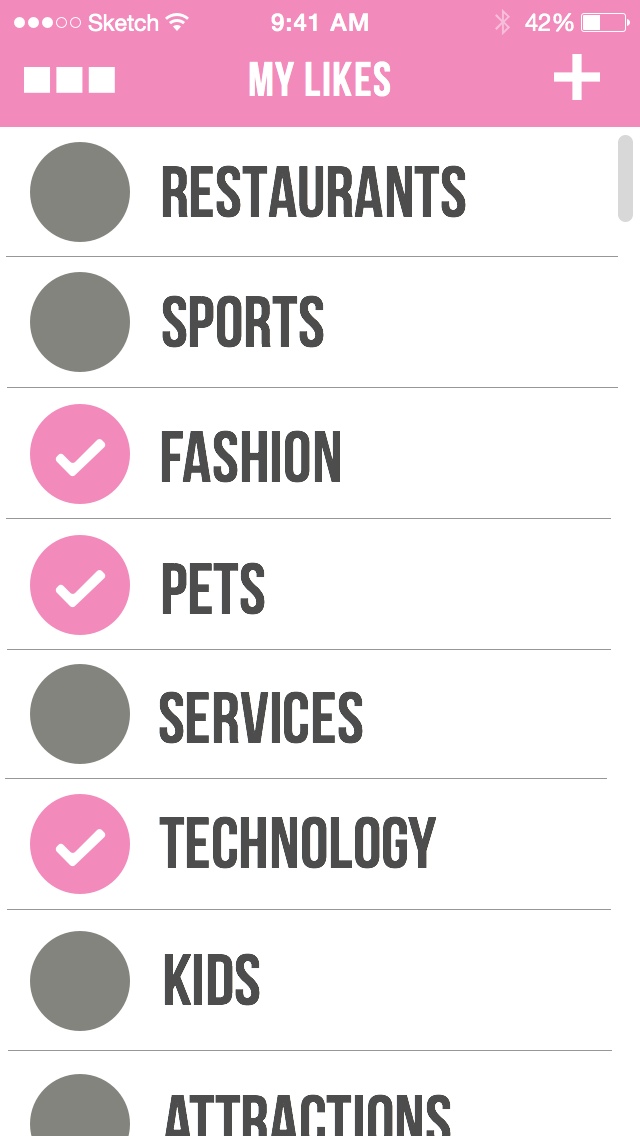 Sketch 9:41 AM 42%
MY LIKES
RESTAURANTS
SPORTS
FASHION
PETS
SERVICES
TECHNOLOGY
KIDS
ATTRACTIONS